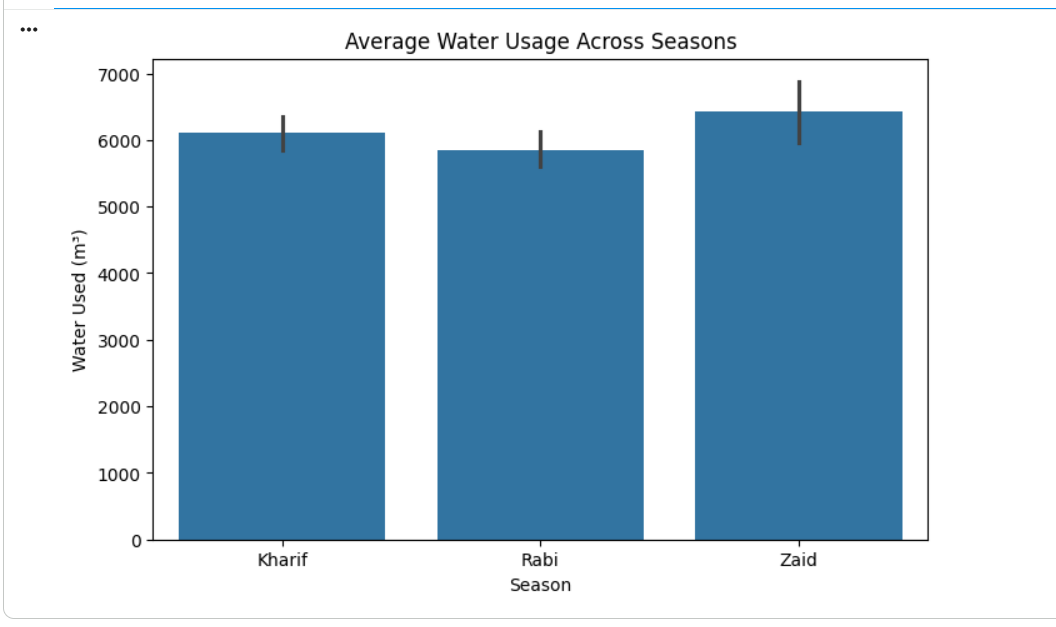 ...
Average Water Usage Across Seasons
7000
6000
5000
4000
3000
2000
1000
0
Water Used (m³)
Kharif Rabi Zaid
Season